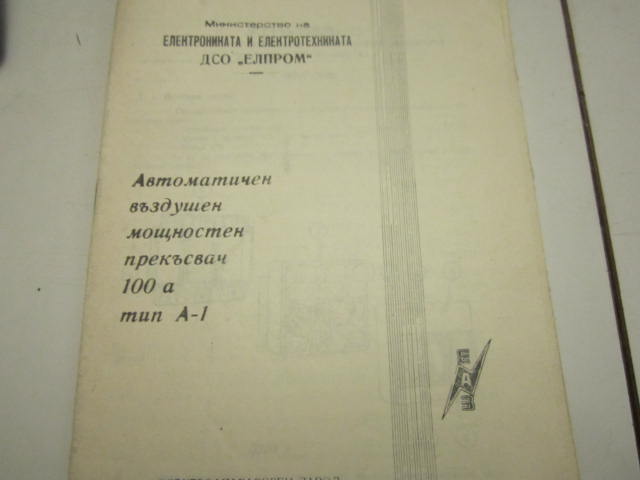 Министерство на
ЕЛЕКТРОНИКАТА И ЕЛЕКТРОТЕХНИКАТА
ДСО „ЕЛПРОМ“
Автоматичен
въздушен
мощностен
прекъсвач
100 а
тип А-1